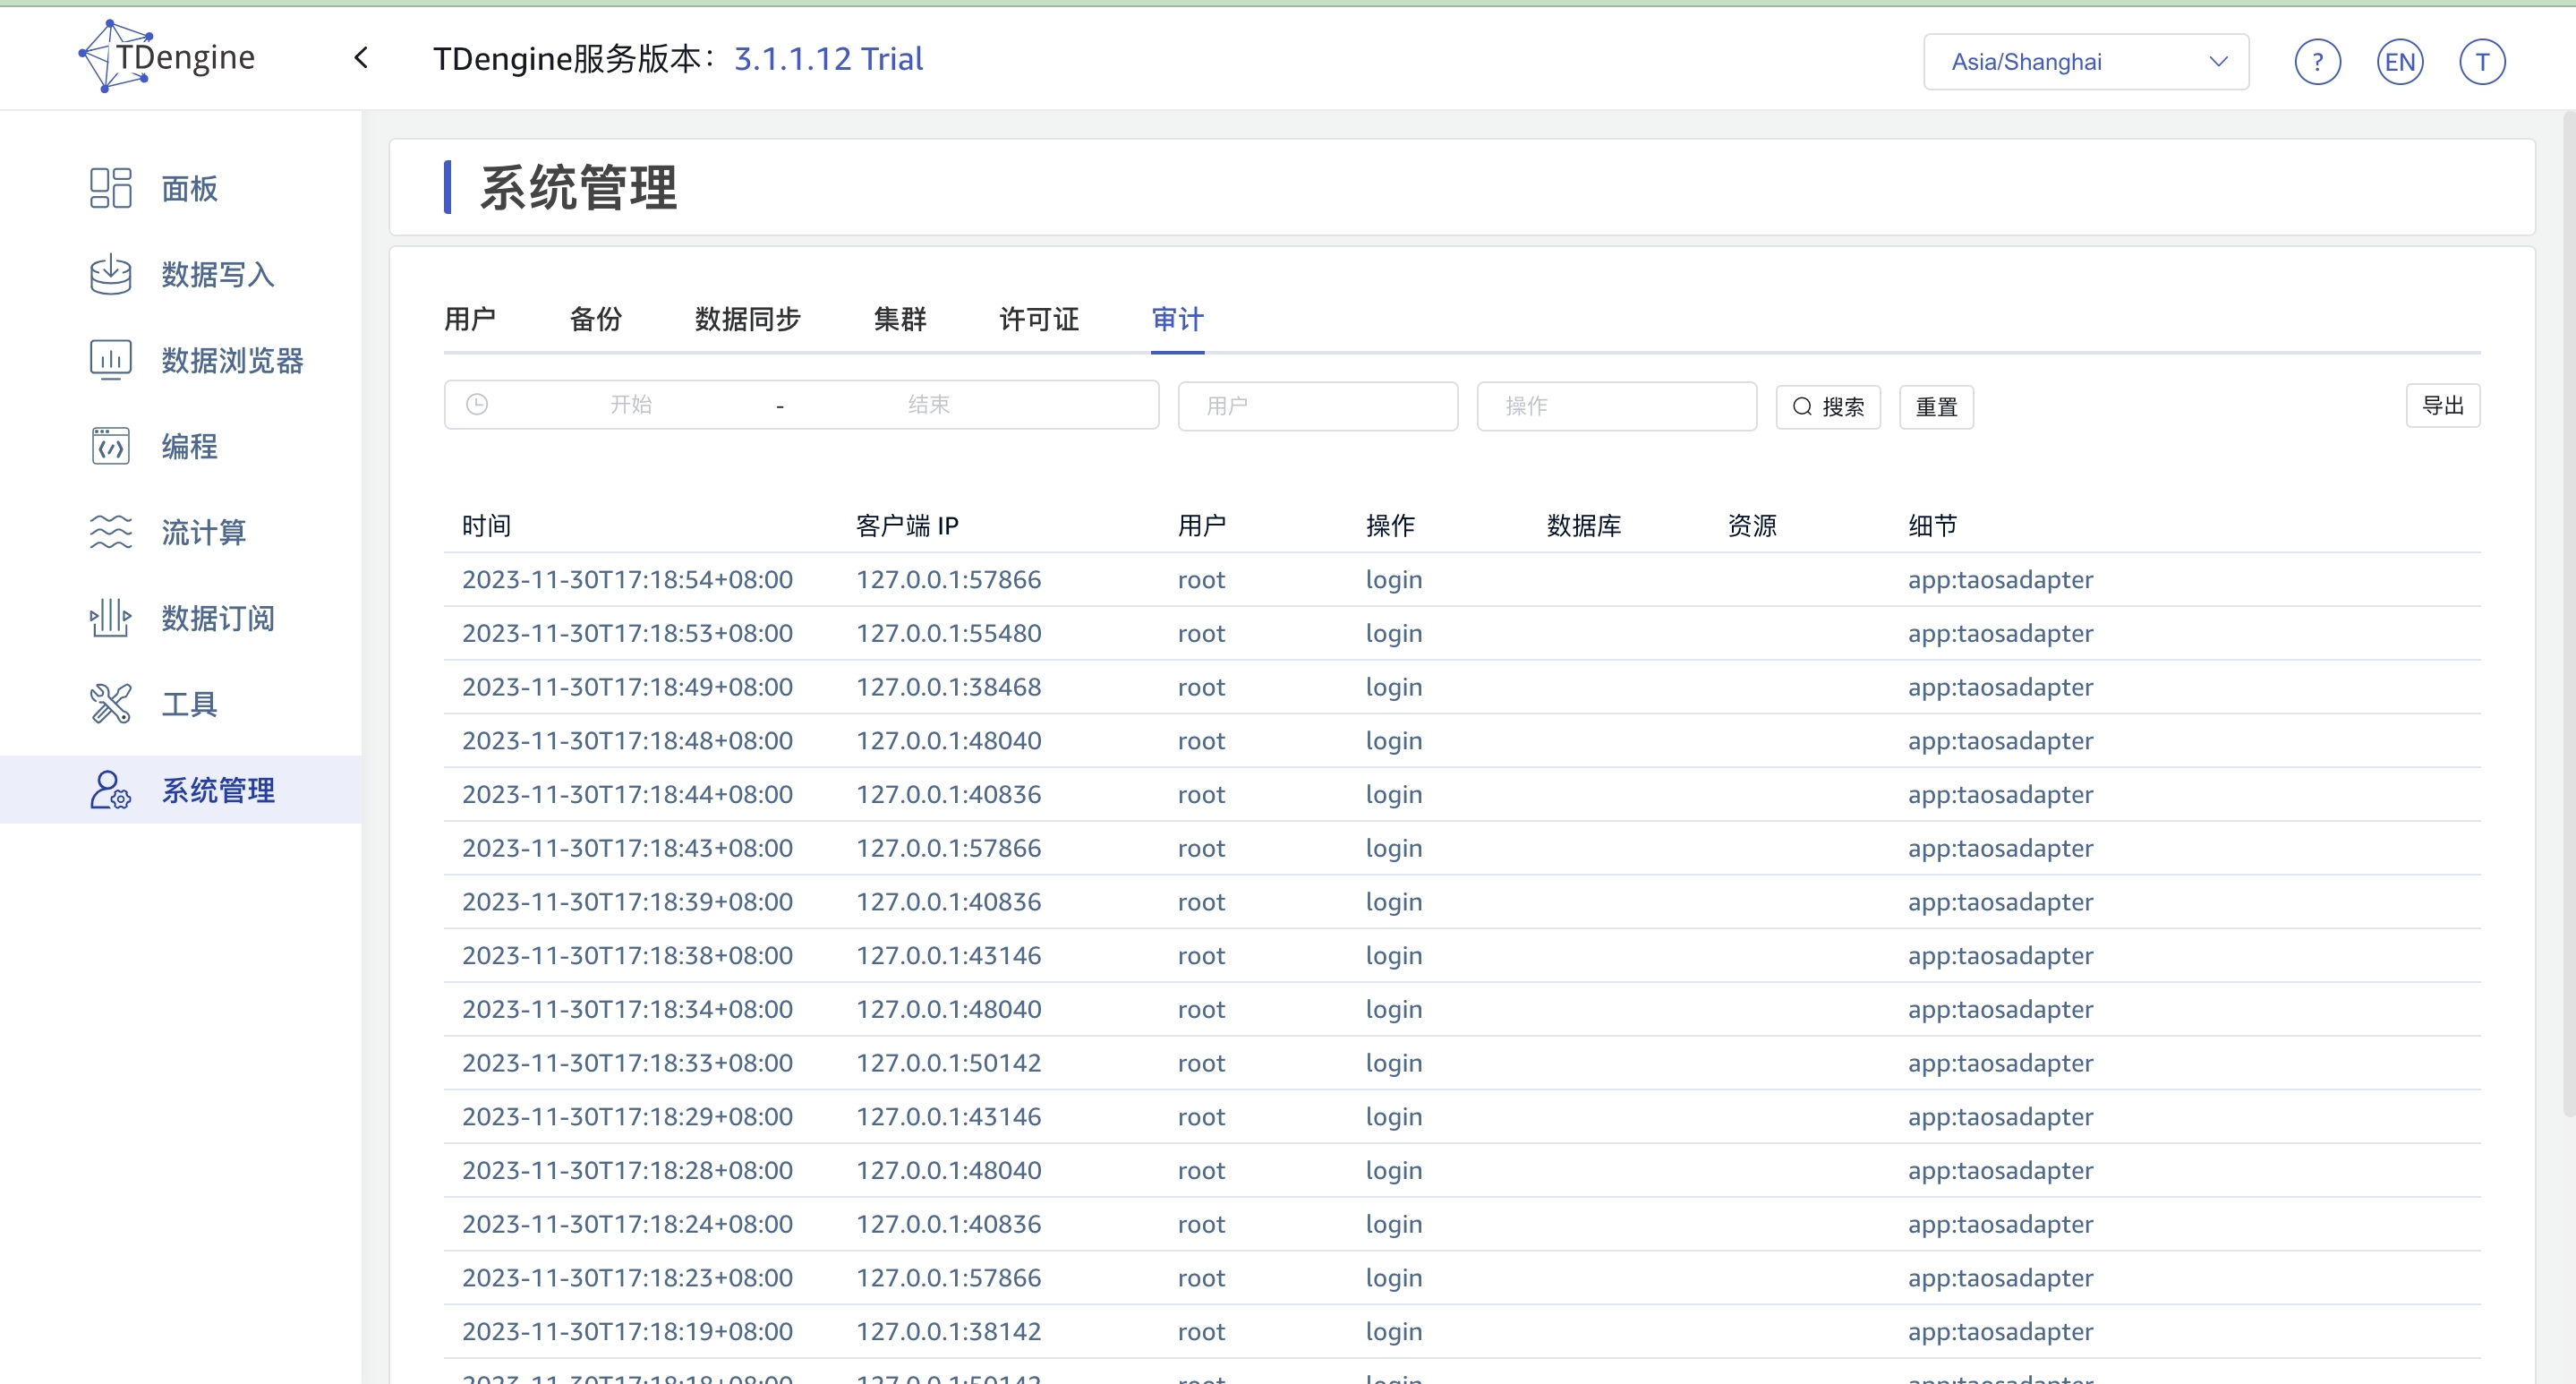 TDengine
TDengine服务版本： 3.1.1.12 Trial
Asia/Shanghai
?
EN
T
面板
数据写入
数据浏览器
编程
流计算
数据订阅
工具
系统管理
系统管理
用户 备份 数据同步 集群 许可证 审计
开始 - 结束 用户 操作 搜索 重置 导出
时间 客户端 IP 用户 操作 数据库 资源 细节
2023-11-30T17:18:54+08:00 127.0.0.1:57866 root login app:taosadapter
2023-11-30T17:18:53+08:00 127.0.0.1:55480 root login app:taosadapter
2023-11-30T17:18:49+08:00 127.0.0.1:38468 root login app:taosadapter
2023-11-30T17:18:48+08:00 127.0.0.1:48040 root login app:taosadapter
2023-11-30T17:18:44+08:00 127.0.0.1:40836 root login app:taosadapter
2023-11-30T17:18:43+08:00 127.0.0.1:57866 root login app:taosadapter
2023-11-30T17:18:39+08:00 127.0.0.1:40836 root login app:taosadapter
2023-11-30T17:18:38+08:00 127.0.0.1:43146 root login app:taosadapter
2023-11-30T17:18:34+08:00 127.0.0.1:48040 root login app:taosadapter
2023-11-30T17:18:33+08:00 127.0.0.1:50142 root login app:taosadapter
2023-11-30T17:18:29+08:00 127.0.0.1:43146 root login app:taosadapter
2023-11-30T17:18:28+08:00 127.0.0.1:48040 root login app:taosadapter
2023-11-30T17:18:24+08:00 127.0.0.1:40836 root login app:taosadapter
2023-11-30T17:18:23+08:00 127.0.0.1:57866 root login app:taosadapter
2023-11-30T17:18:19+08:00 127.0.0.1:38142 root login app:taosadapter
2023-11-30T17:18:18+08:00 127.0.0.1:50142 root login app:taosadapter